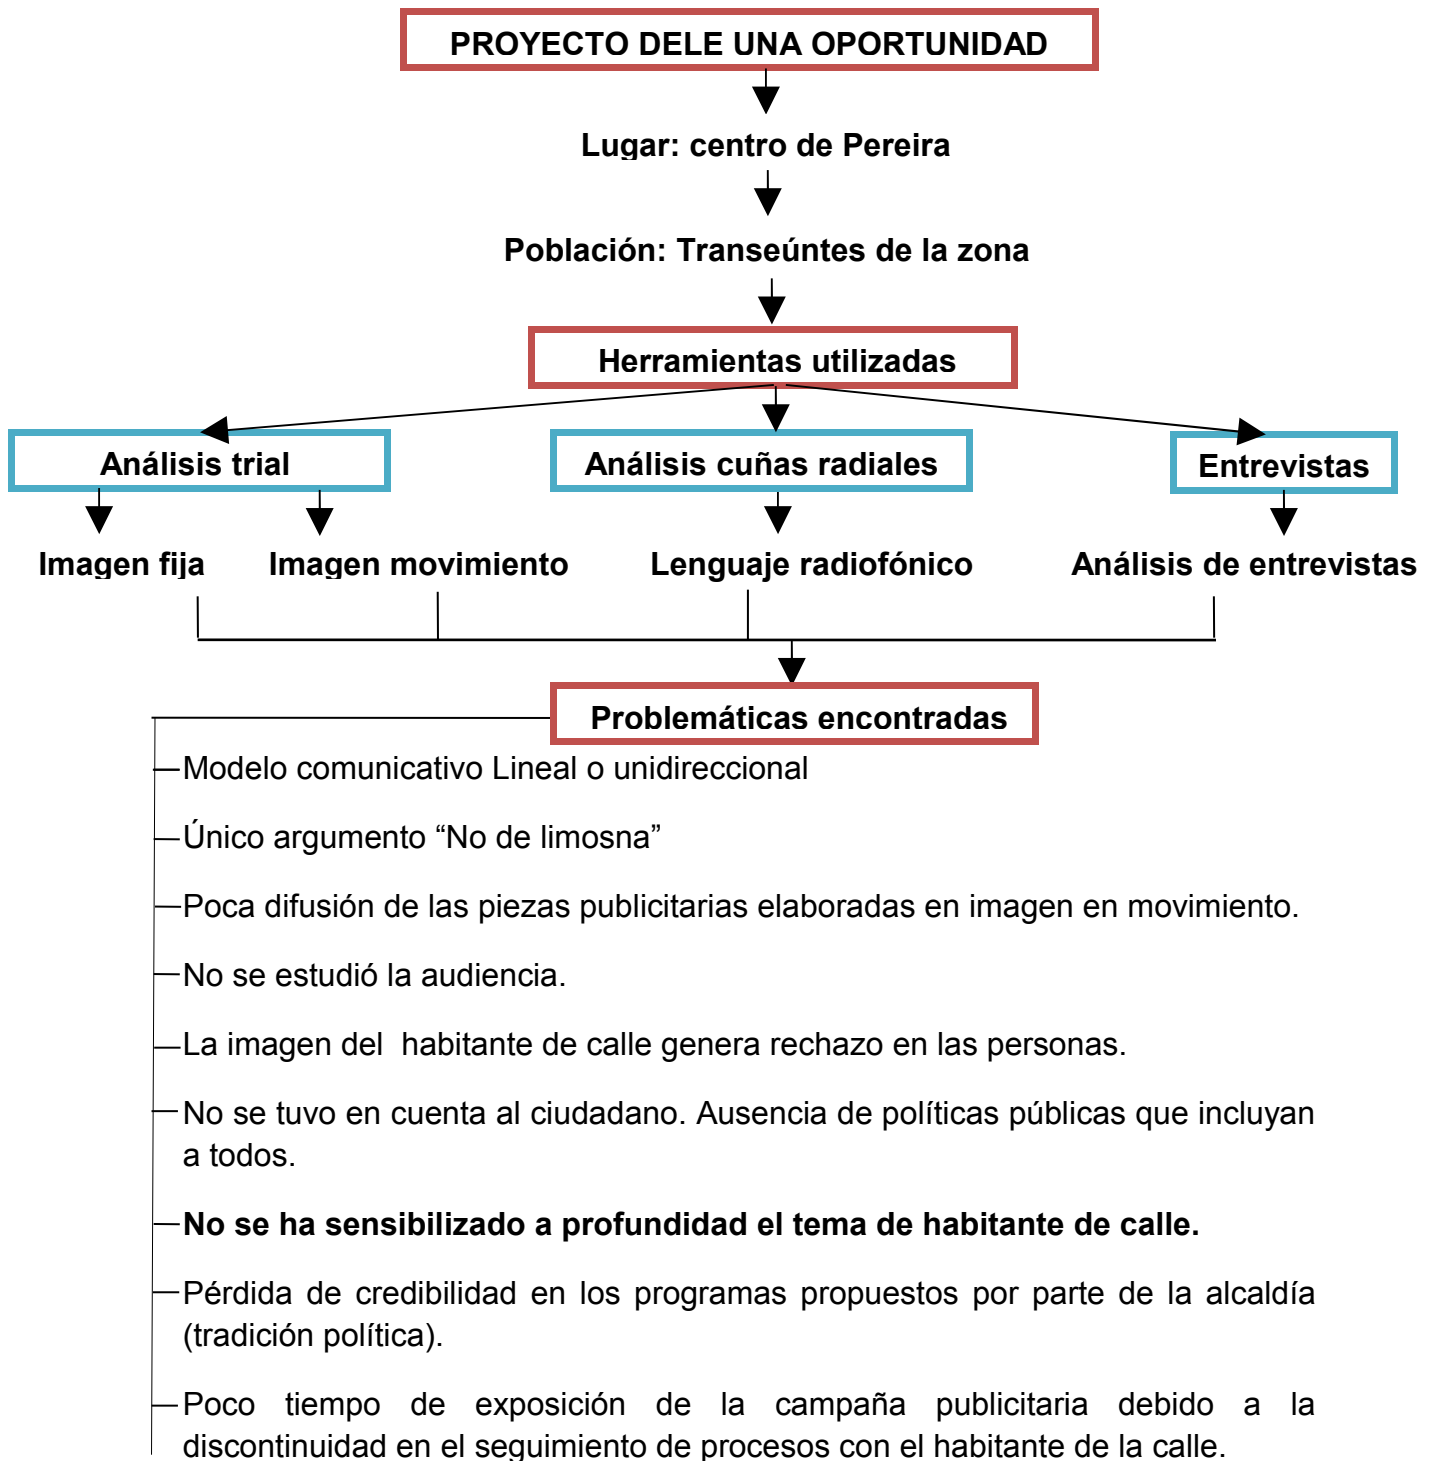 PROYECTO DELE UNA OPORTUNIDAD
Lugar: centro de Pereira
Población: Transeúntes de la zona
Herramientas utilizadas
Análisis trial
Análisis cuñas radiales
Entrevistas
Imagen fija
Imagen movimiento
Lenguaje radiofónico
Análisis de entrevistas
Problemáticas encontradas
Modelo comunicativo Lineal o unidireccional
Único argumento “No de limosna”
Poca difusión de las piezas publicitarias elaboradas en imagen en movimiento.
No se estudió la audiencia.
La imagen del habitante de calle genera rechazo en las personas.
No se tuvo en cuenta al ciudadano. Ausencia de políticas públicas que incluyan
a todos.
No se ha sensibilizado a profundidad el tema de habitante de calle.
Pérdida de credibilidad en los programas propuestos por parte de la alcaldía
(tradición política).
Poco tiempo de exposición de la campaña publicitaria debido a la
discontinuidad en el seguimiento de procesos con el habitante de la calle.